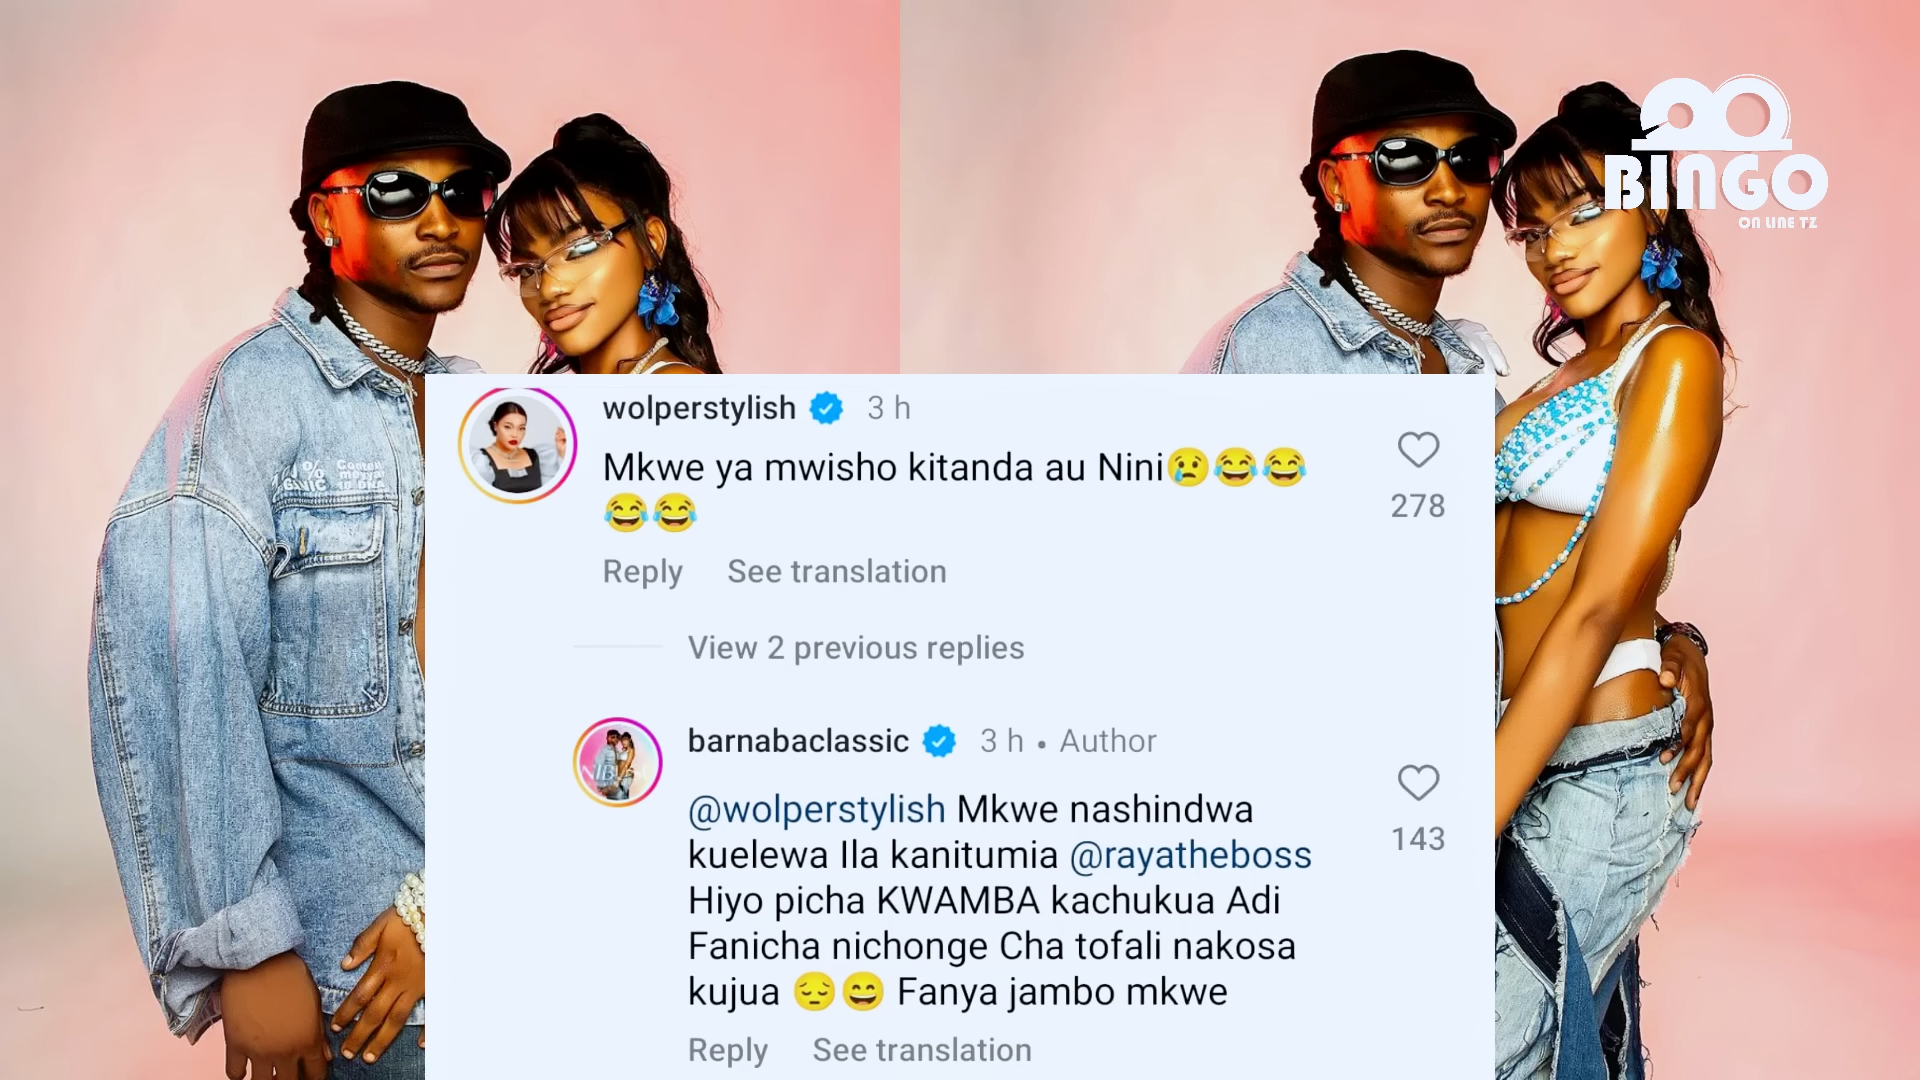 BINGO
ON LINE TZ
wolperstylish 3 h
Mkwe ya mwisho kitanda au Nini😢😂😂
😂😂
278
Reply See translation
View 2 previous replies
barnabaclassic 3 h • Author
@wolperstylish Mkwe nashindwa
kuelewa Ila kanitumia @rayatheboss
Hiyo picha KWAMBA kachukua Adi
Fanicha nichonge Cha tofali nakosa
kujua 😔😄 Fanya jambo mkwe
143
Reply See translation